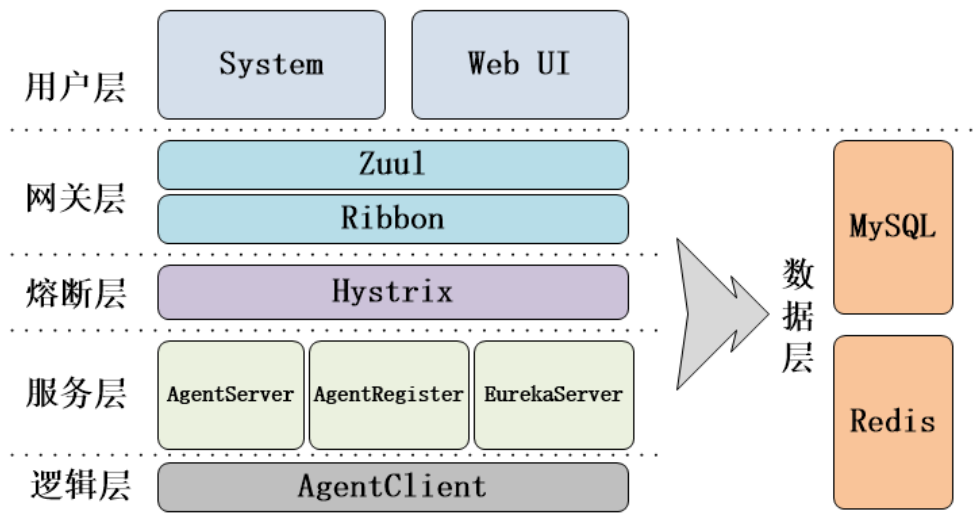 用户层
System
Web UI
网关层
Zuul
Ribbon
熔断层
Hystrix
服务层
AgentServer
AgentRegister
EurekaServer
逻辑层
AgentClient
数据层
MySQL
Redis